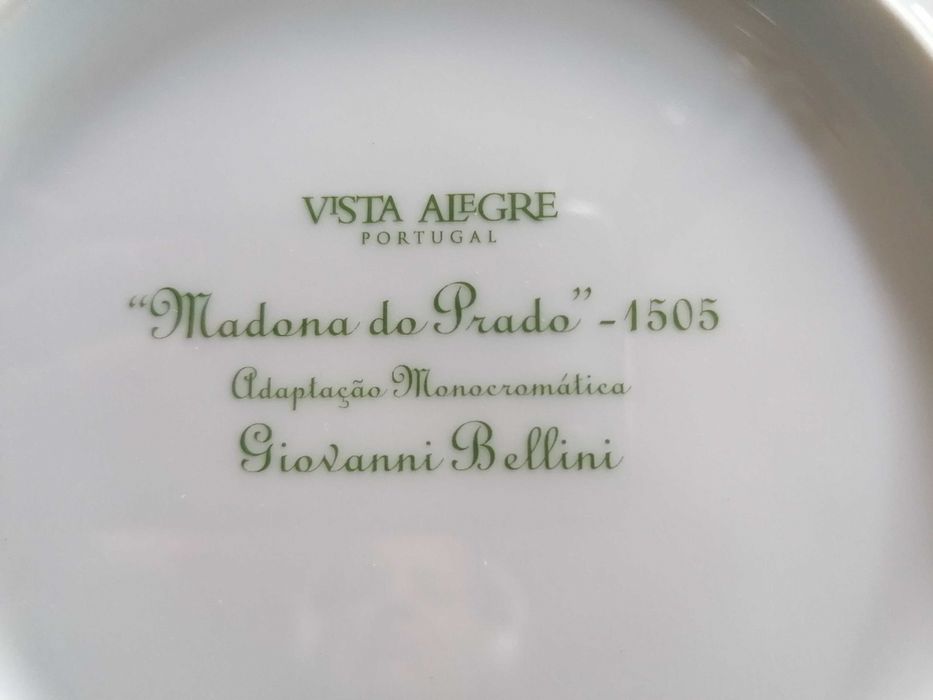 VISTA ALEGRE
PORTUGAL
“Madona do Prado” - 1505
Adaptação Monocromática
Giovanni Bellini